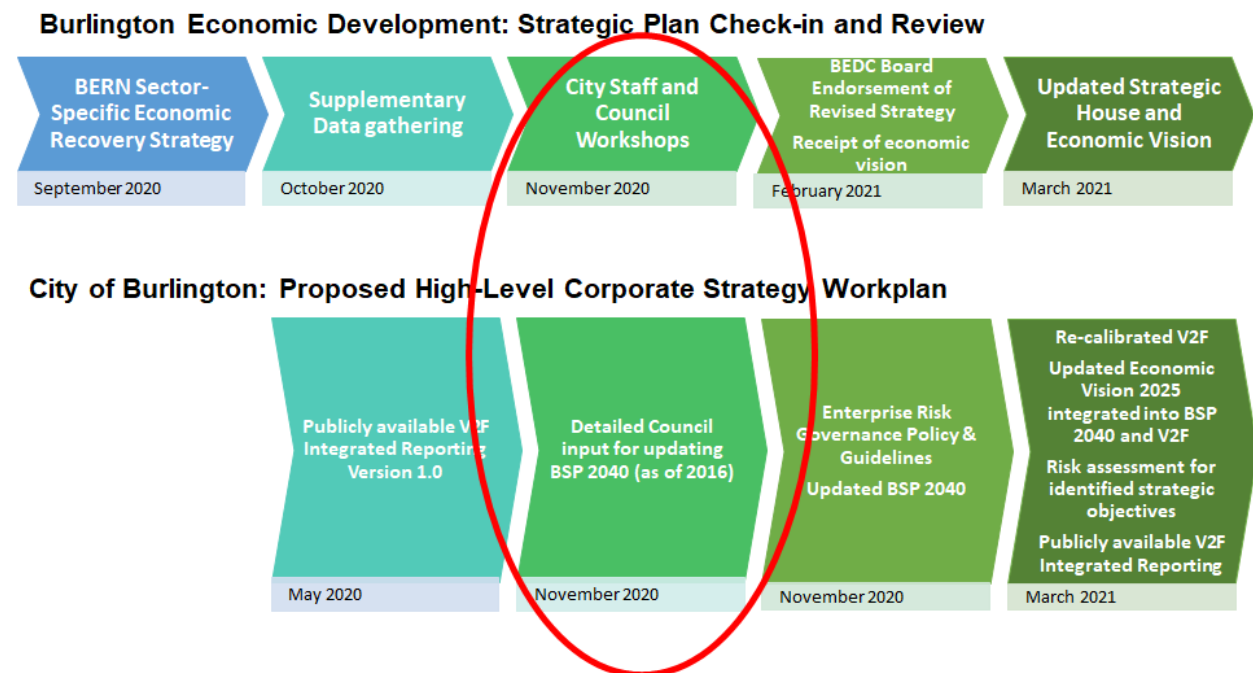 Burlington Economic Development: Strategic Plan Check-in and Review
BERN Sector-
Specific Economic
Recovery Strategy
September 2020
Supplementary
Data gathering
October 2020
City Staff and
Council
Workshops
November 2020
BEDC Board
Endorsement of
Revised Strategy
Receipt of economic
vision
February 2021
Updated Strategic
House and
Economic Vision
March 2021
City of Burlington: Proposed High-Level Corporate Strategy Workplan
Publicly available V2F
Integrated Reporting
Version 1.0
May 2020
Detailed Council
input for updating
BSP 2040 (as of 2016)
November 2020
Enterprise Risk
Governance Policy &
Guidelines
Updated BSP 2040
November 2020
Re-calibrated V2F
Updated Economic
Vision 2025
integrated into BSP
2040 and V2F
Risk assessment for
identified strategic
objectives
Publicly available V2F
Integrated Reporting
March 2021